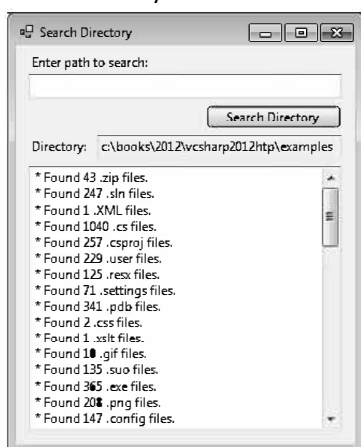 Search Directory
Enter path to search:
Search Directory
Directory: c:\books\2012\vcsharp2012htp\examples
* Found 43 .zip files.
* Found 247 .sln files.
* Found 1 .XML files.
* Found 1040 .cs files.
* Found 257 .csproj files.
* Found 229 .user files.
* Found 125 .resx files.
* Found 71 .settings files.
* Found 341 .pdb files.
* Found 2 .css files.
* Found 1 .xslt files.
* Found .gif files.
* Found 135 .suo files.
* Found 365 .exe files.
* Found .png files.
* Found 147 .config files.